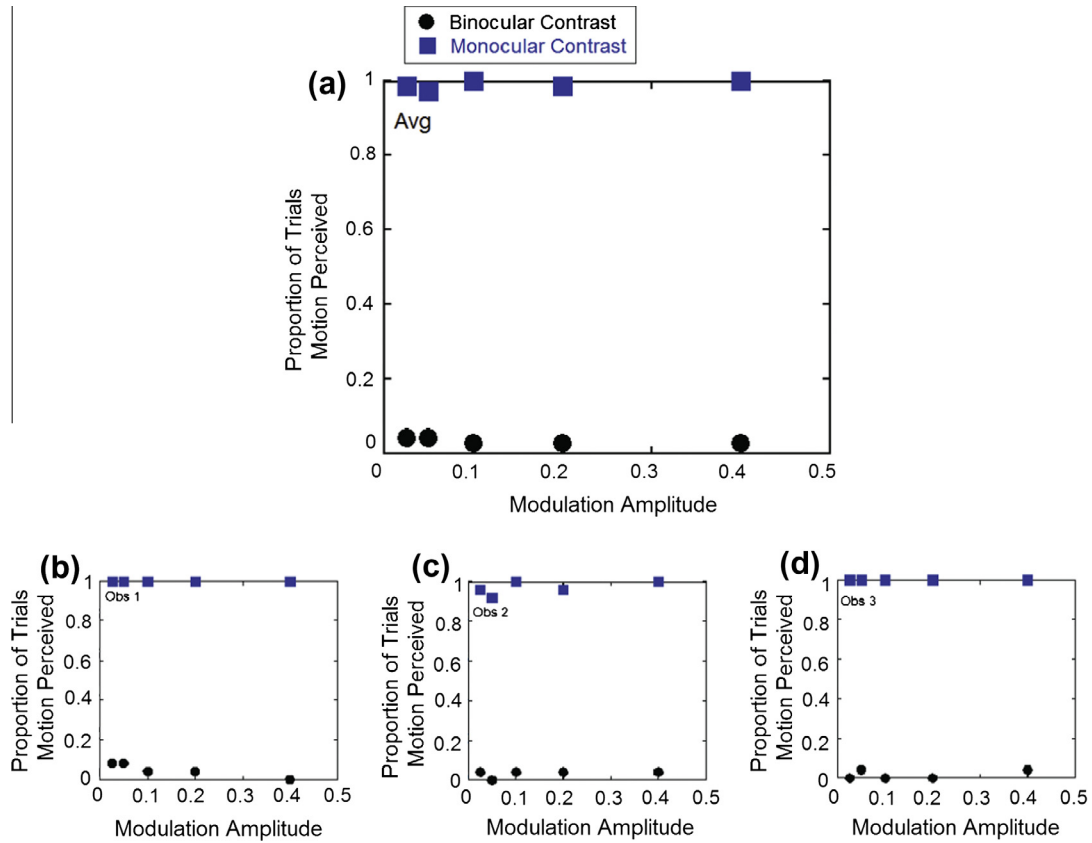 Binocular Contrast
Monocular Contrast
(a)
Avg
1
0.8
0.6
0.4
0.2
0
0 0.1 0.2 0.3 0.4 0.5
Proportion of Trials
Motion Perceived
Modulation Amplitude
(b)
Obs 1
1
0.8
0.6
0.4
0.2
0
0 0.1 0.2 0.3 0.4 0.5
Proportion of Trials
Motion Perceived
Modulation Amplitude
(c)
Obs 2
1
0.8
0.6
0.4
0.2
0
0 0.1 0.2 0.3 0.4 0.5
Proportion of Trials
Motion Perceived
Modulation Amplitude
(d)
Obs 3
1
0.8
0.6
0.4
0.2
0
0 0.1 0.2 0.3 0.4 0.5
Proportion of Trials
Motion Perceived
Modulation Amplitude